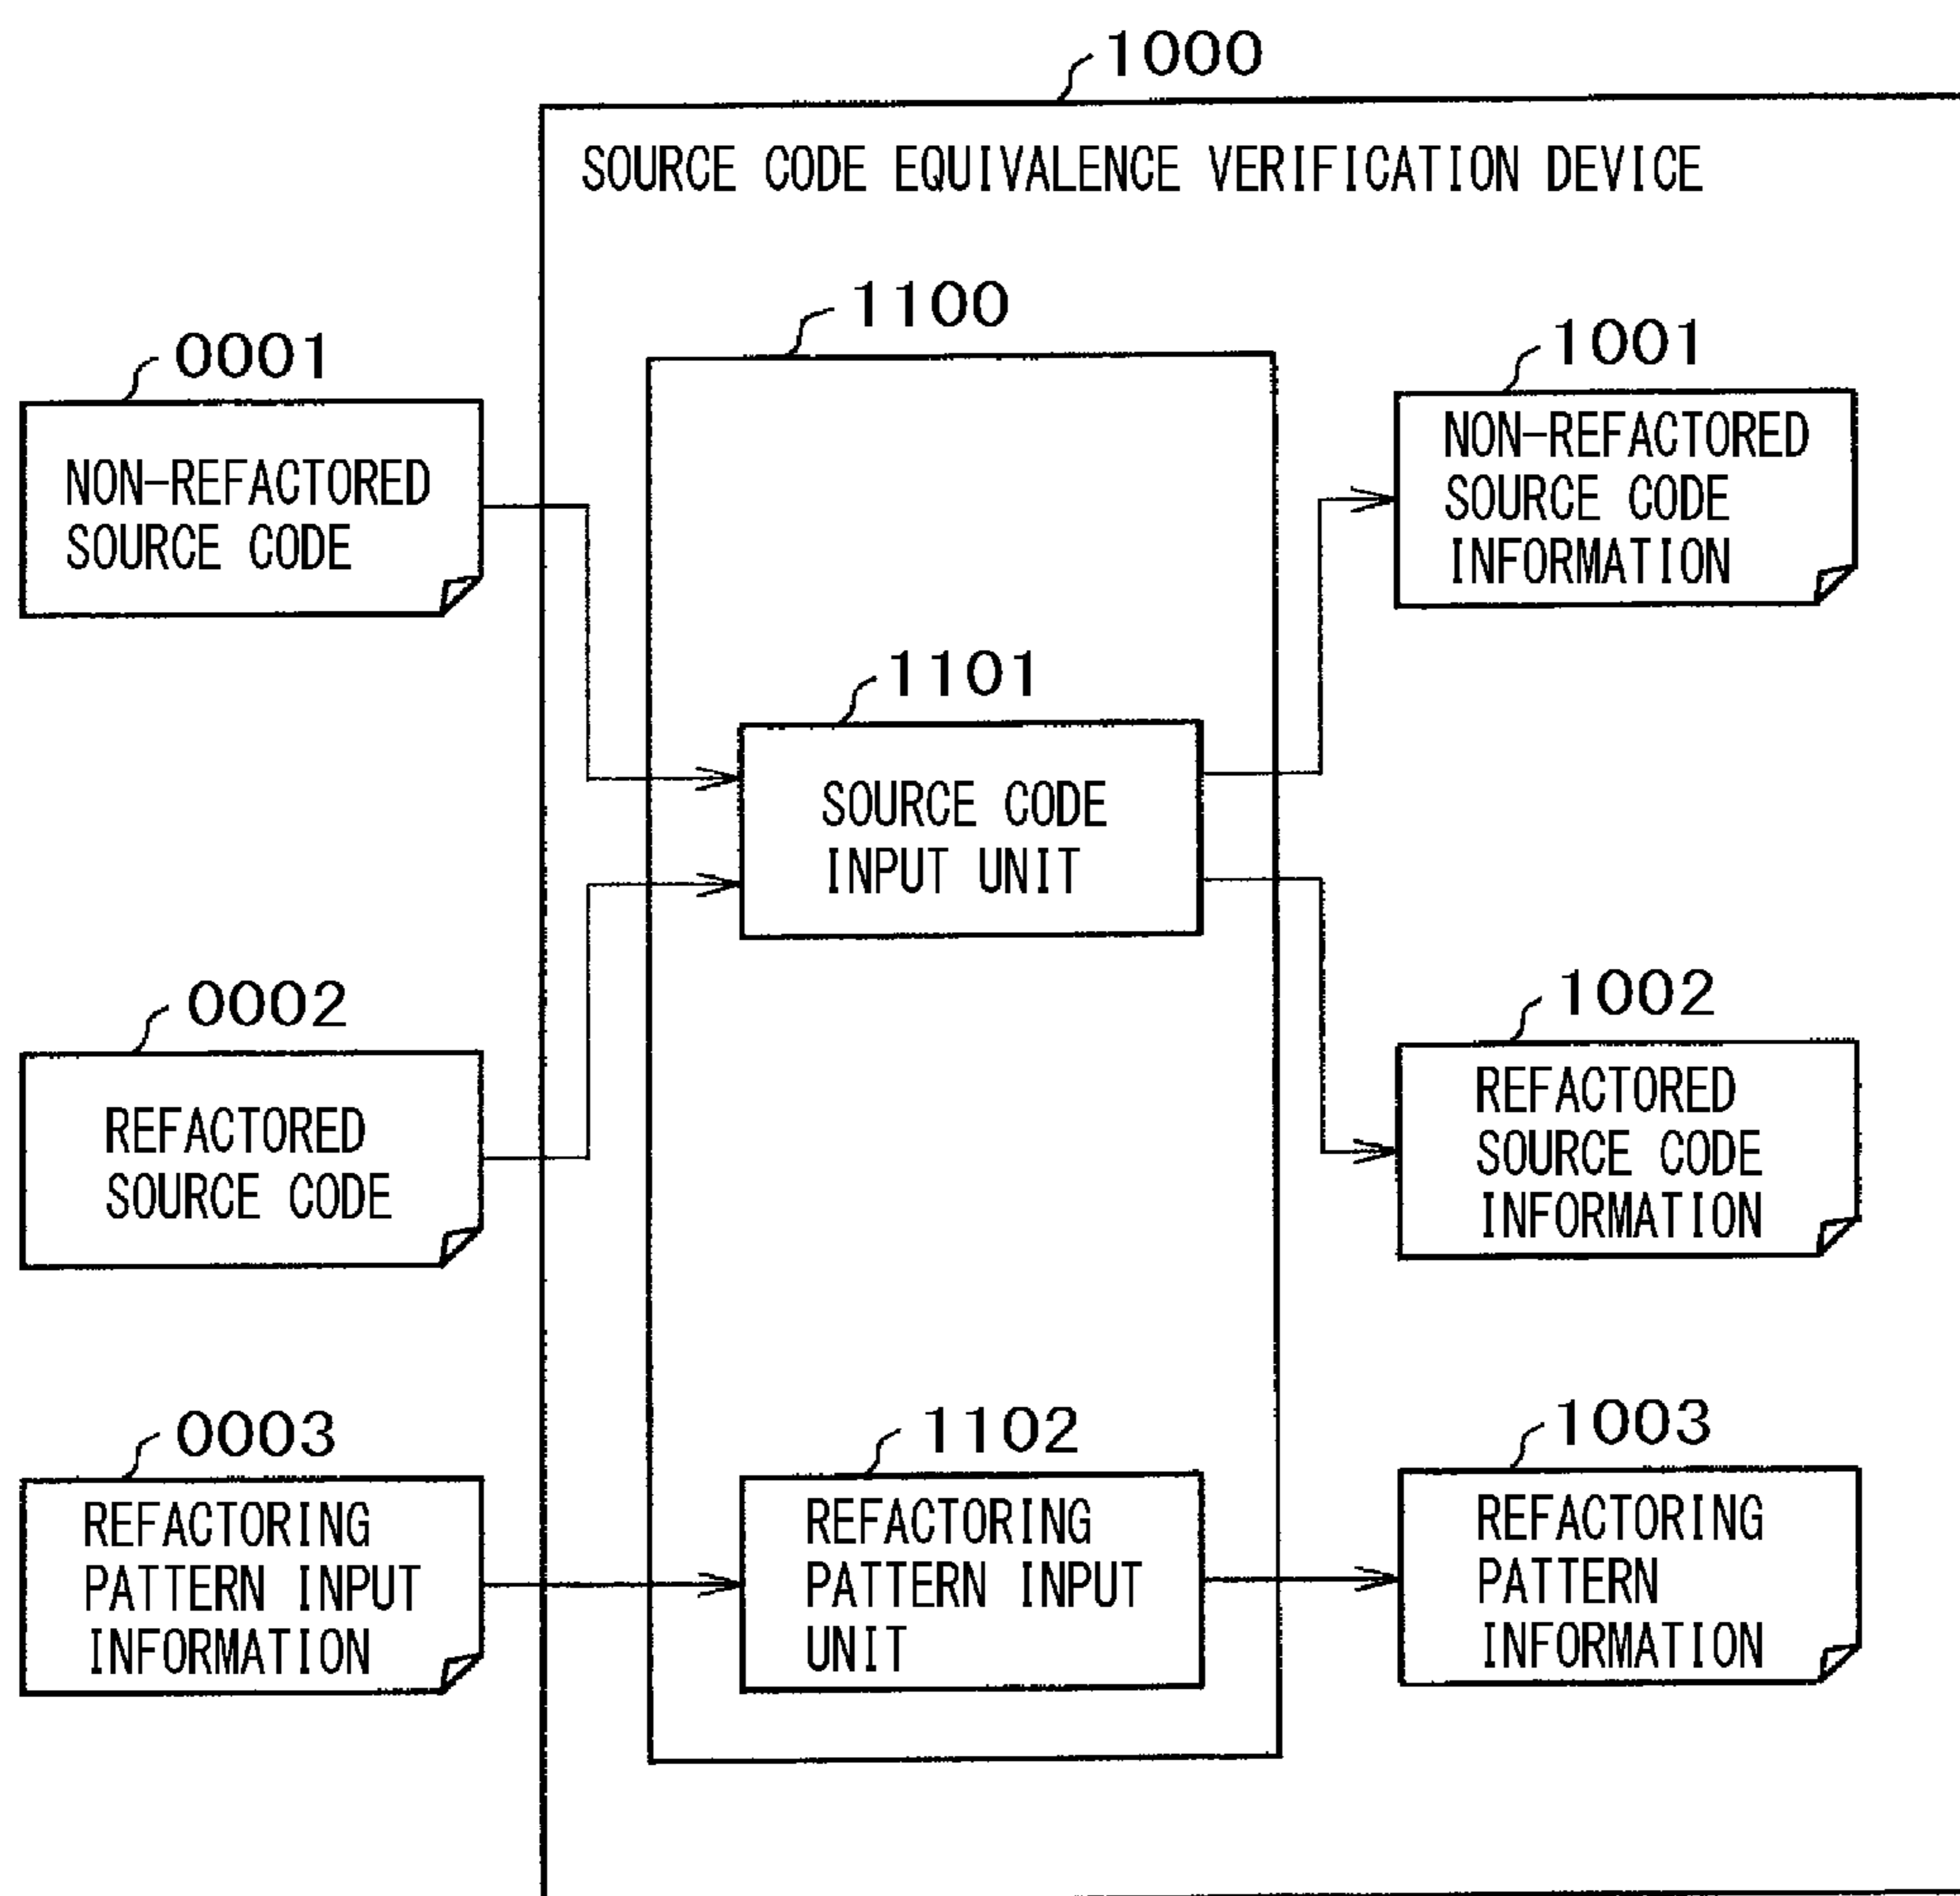 1000
SOURCE CODE EQUIVALENCE VERIFICATION DEVICE
1100
0001
NON-REFACTORED
SOURCE CODE
1001
NON-REFACTORED
SOURCE CODE
INFORMATION
1101
SOURCE CODE
INPUT UNIT
0002
REFACTORED
SOURCE CODE
1002
REFACTORED
SOURCE CODE
INFORMATION
0003
REFACTORING
PATTERN INPUT
INFORMATION
1102
REFACTORING
PATTERN INPUT
UNIT
1003
REFACTORING
PATTERN
INFORMATION